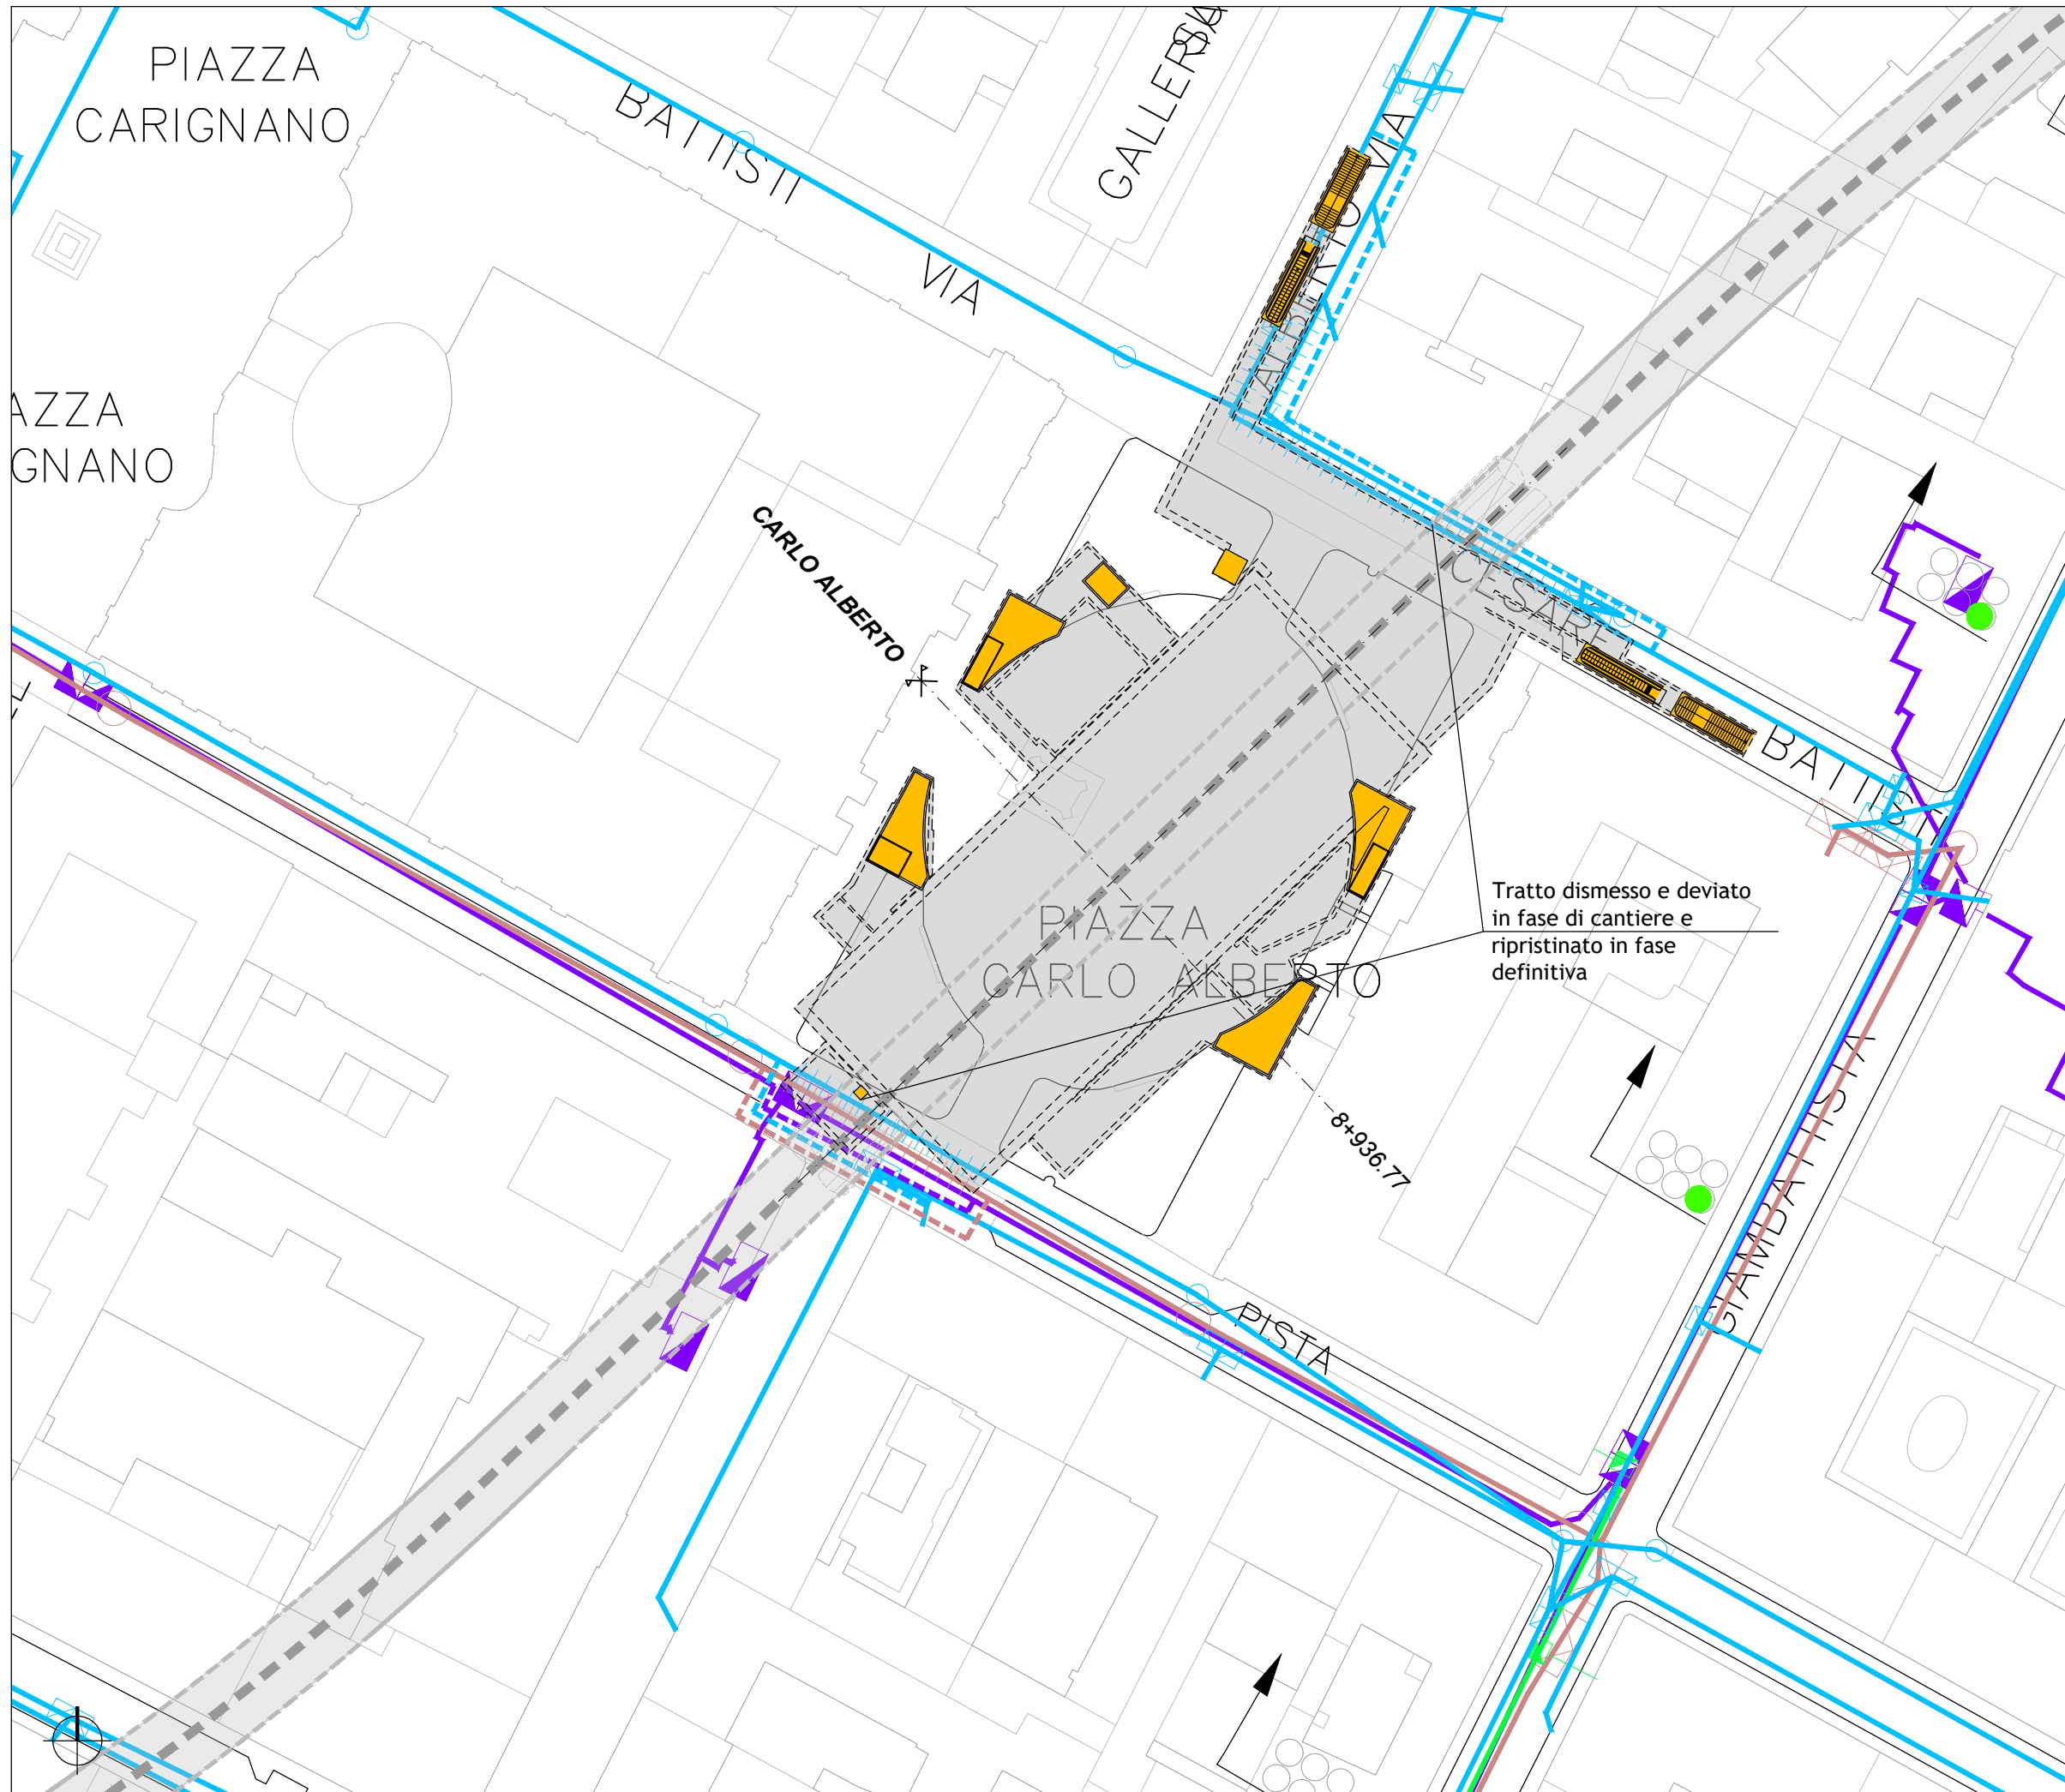 PIAZZA
CARIGNANO
BATTISTI
VIA
GALLERIA
VIA
ALBERTO
AZZA
GNANO
CARLO ALBERTO
CESARE
BATTISTI
PIAZZA
CARLO ALBERTO
Tratto dismesso e deviato
in fase di cantiere e
ripristinato in fase
definitiva
8+936.77
GIAMBATTISTA
PISTA